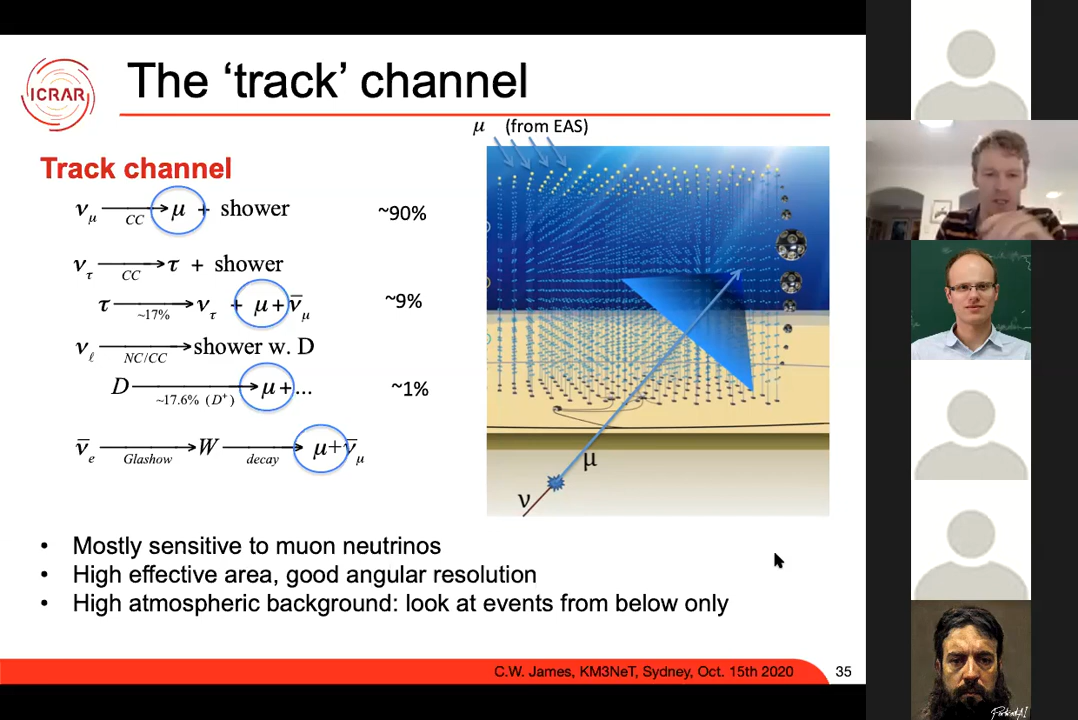 ICRAR
The ‘track’ channel
μ (from EAS)
Track channel
ν_μ CC μ + shower ~90%
ν_τ CC τ + shower
τ ~17% ν_τ + μ + ν̄_μ ~9%
ν_ℓ NC/CC shower w. D
D ~17.6% (D⁺) μ + ... ~1%
ν̄_e Glashow W decay μ + ν̄_μ
μ
ν
• Mostly sensitive to muon neutrinos
• High effective area, good angular resolution
• High atmospheric background: look at events from below only
C.W. James, KM3NeT, Sydney, Oct. 15th 2020 35